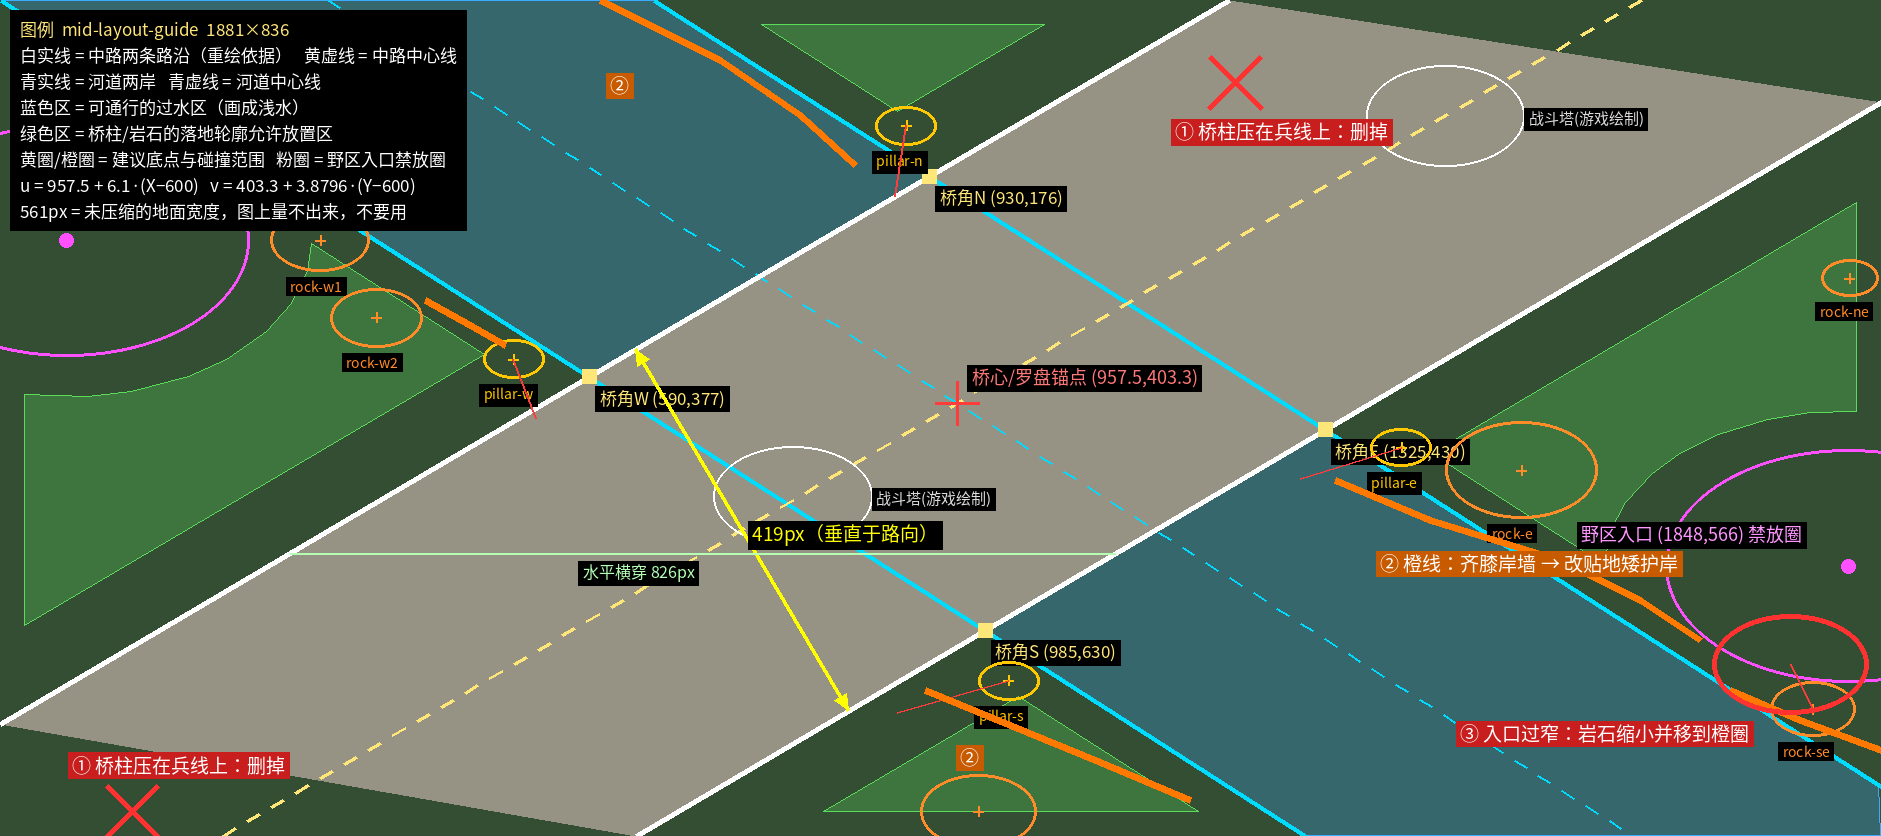 图例 mid-layout-guide 1881×836
白实线 = 中路两条路沿（重绘依据） 黄虚线 = 中路中心线
青实线 = 河道两岸 青虚线 = 河道中心线
蓝色区 = 可通行的过水区（画成浅水）
绿色区 = 桥柱/岩石的落地轮廓允许放置区
黄圈/橙圈 = 建议底点与碰撞范围 粉圈 = 野区入口禁放圈
u = 957.5 + 6.1·(X−600) v = 403.3 + 3.8796·(Y−600)
561px = 未压缩的地面宽度，图上量不出来，不要用
②
① 桥柱压在兵线上：删掉
战斗塔(游戏绘制)
pillar-n
桥角N (930,176)
rock-w1
rock-ne
rock-w2
桥心/罗盘锚点 (957.5,403.3)
pillar-w
桥角W (590,377)
桥角E (1325,430)
pillar-e
战斗塔(游戏绘制)
419px（垂直于路向）
rock-e
野区入口 (1848,566) 禁放圈
② 橙线：齐膝岸墙 → 改贴地矮护岸
水平横穿 826px
桥角S (985,630)
pillar-s
③ 入口过窄：岩石缩小并移到橙圈
rock-se
②
① 桥柱压在兵线上：删掉